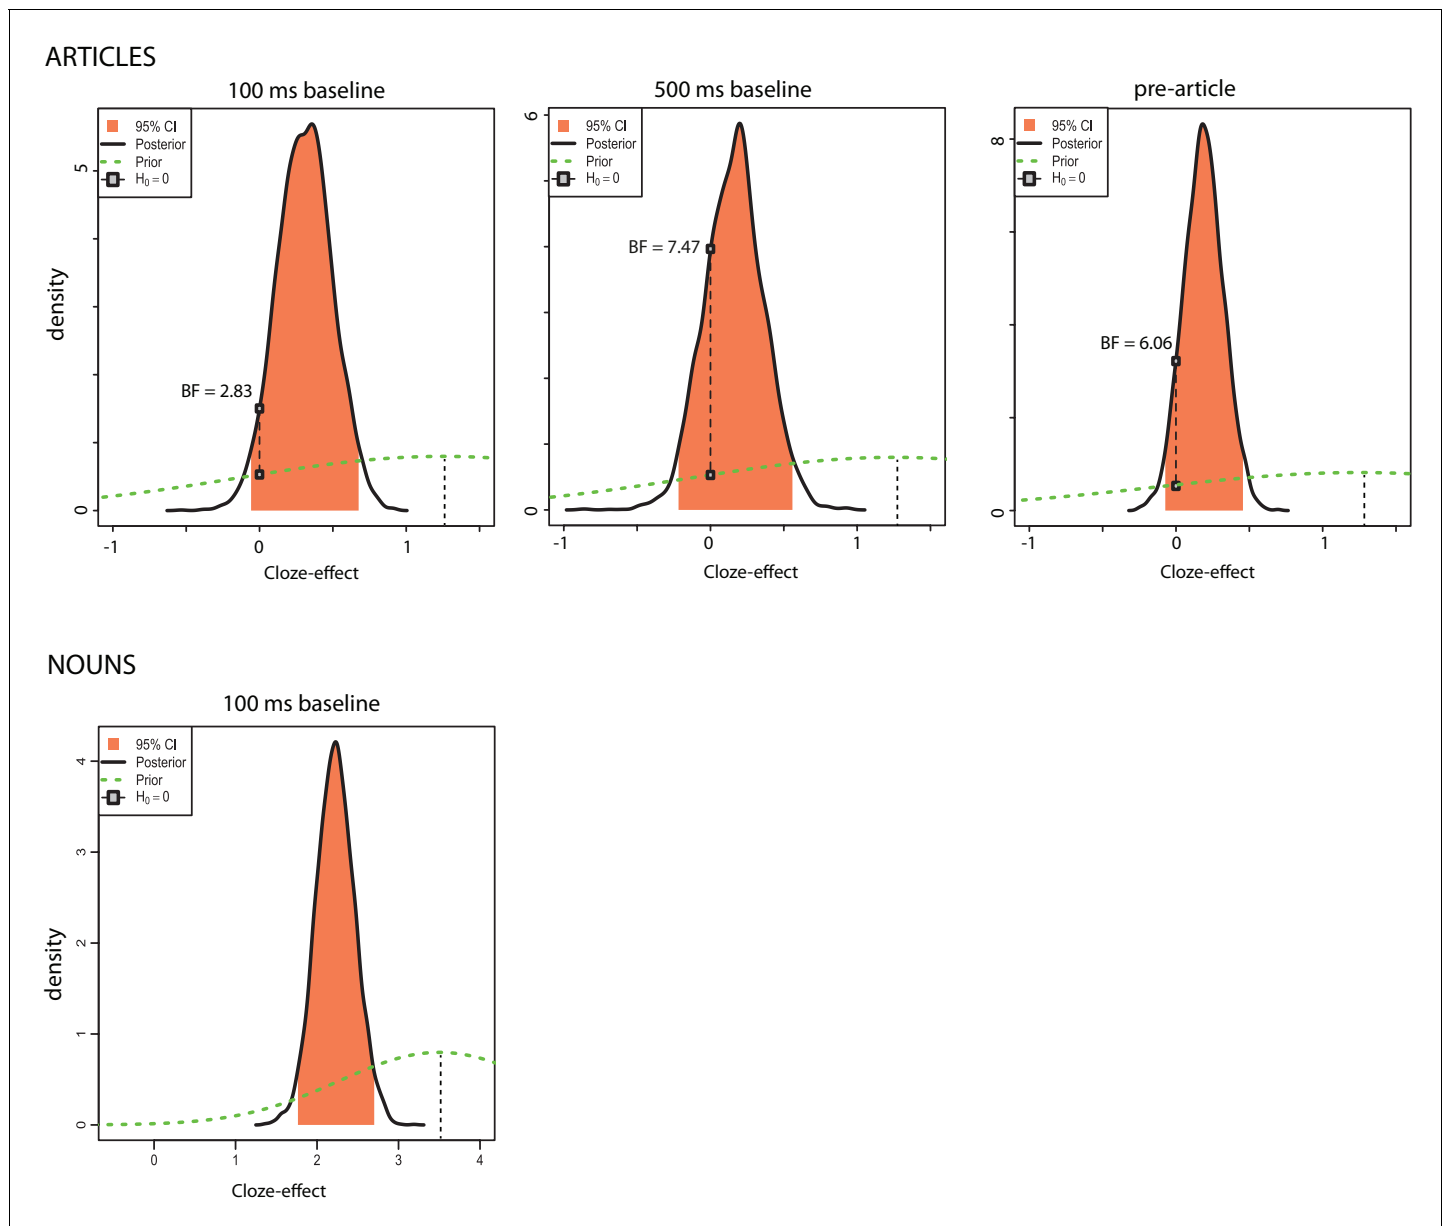 ARTICLES
100 ms baseline
95% CI
Posterior
Prior
H₀ = 0
BF = 2.83
density
0
5
-1
0
1
Cloze-effect
500 ms baseline
95% CI
Posterior
Prior
H₀ = 0
BF = 7.47
0
6
-1
0
1
Cloze-effect
pre-article
95% CI
Posterior
Prior
H₀ = 0
BF = 6.06
0
8
-1
0
1
Cloze-effect
NOUNS
100 ms baseline
95% CI
Posterior
Prior
H₀ = 0
density
0
1
2
3
4
0
1
2
3
4
Cloze-effect